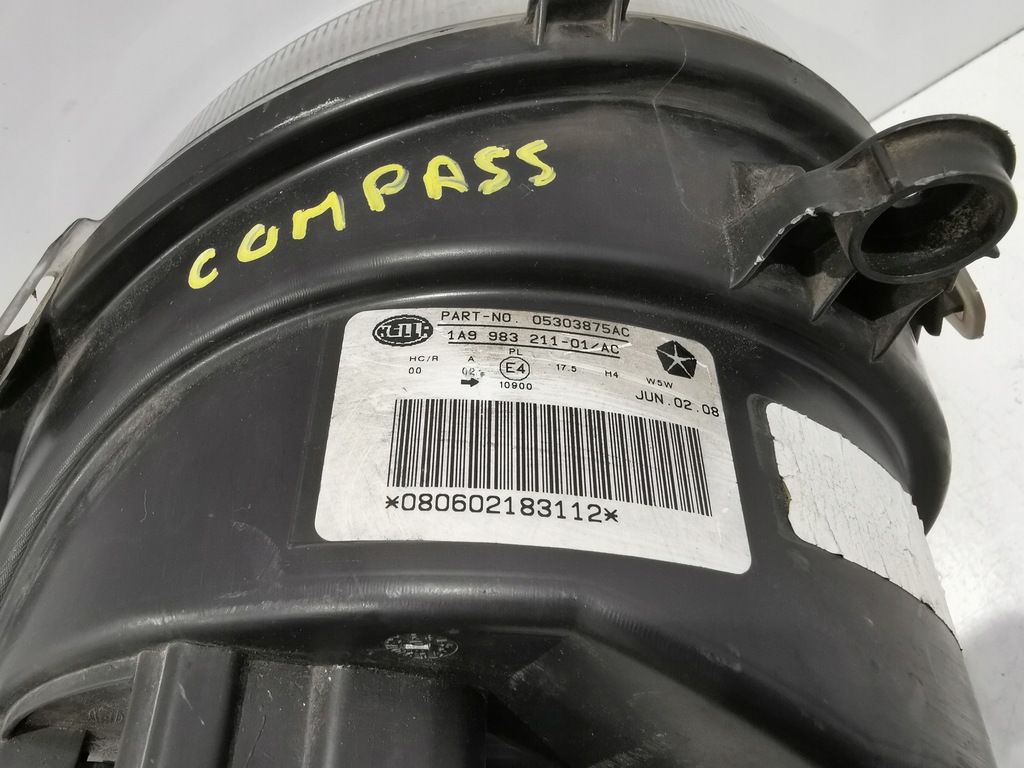 COMPASS
HELLA
PART-NO. 05303875AC
1A9 983 211-01/AC
HC/R A PL
00 02 E4 17.5 H4 W5W
10900
JUN.02.08
*080602183112*